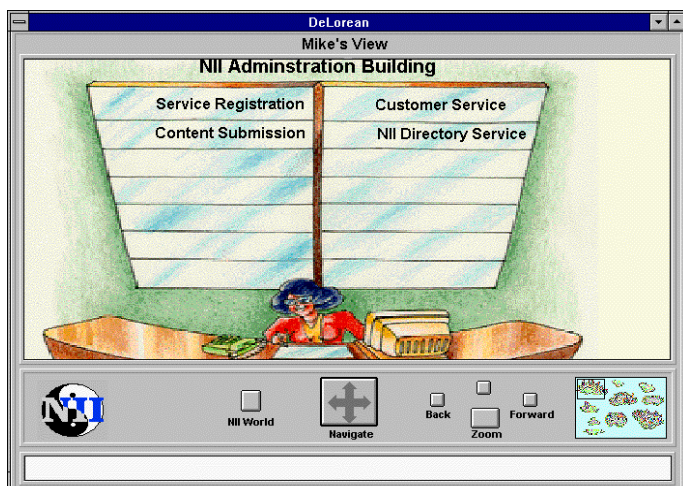 DeLorean
Mike's View
NII Adminstration Building
Service Registration Customer Service
Content Submission NII Directory Service
NII
NII World
Navigate
Back
Zoom
Forward